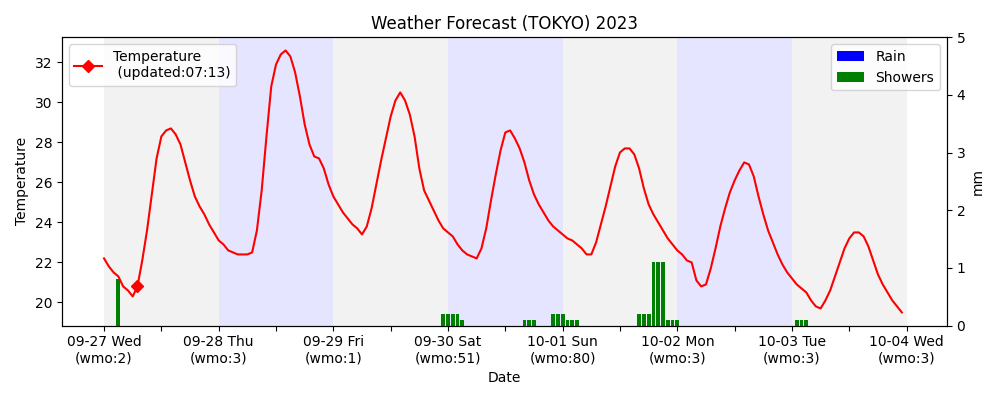 Weather Forecast (TOKYO) 2023
Temperature
(updated:07:13)
Rain
Showers
Temperature
32
30
28
26
24
22
20
5
4
3
2
1
0
mm
09-27 Wed
(wmo:2)
09-28 Thu
(wmo:3)
09-29 Fri
(wmo:1)
09-30 Sat
(wmo:51)
10-01 Sun
(wmo:80)
10-02 Mon
(wmo:3)
10-03 Tue
(wmo:3)
10-04 Wed
(wmo:3)
Date